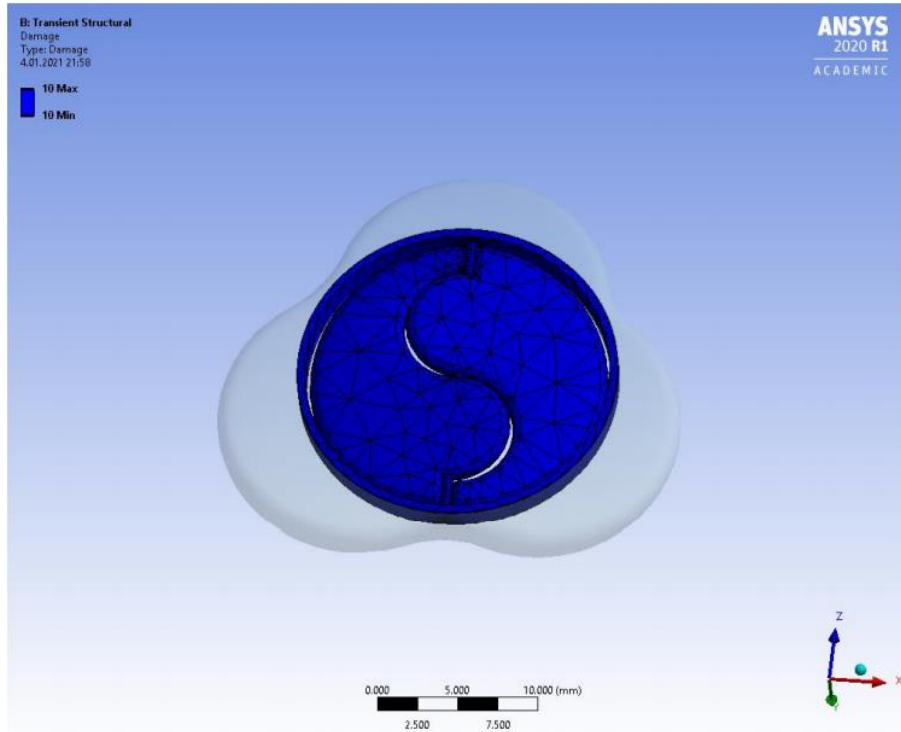 B: Transient Structural
Damage
Type: Damage
4.01.2021 21:58
10 Max
10 Min
ANSYS
2020 R1
ACADEMIC
0.000 5.000 10.000 (mm)
2.500 7.500
Z
X
Y